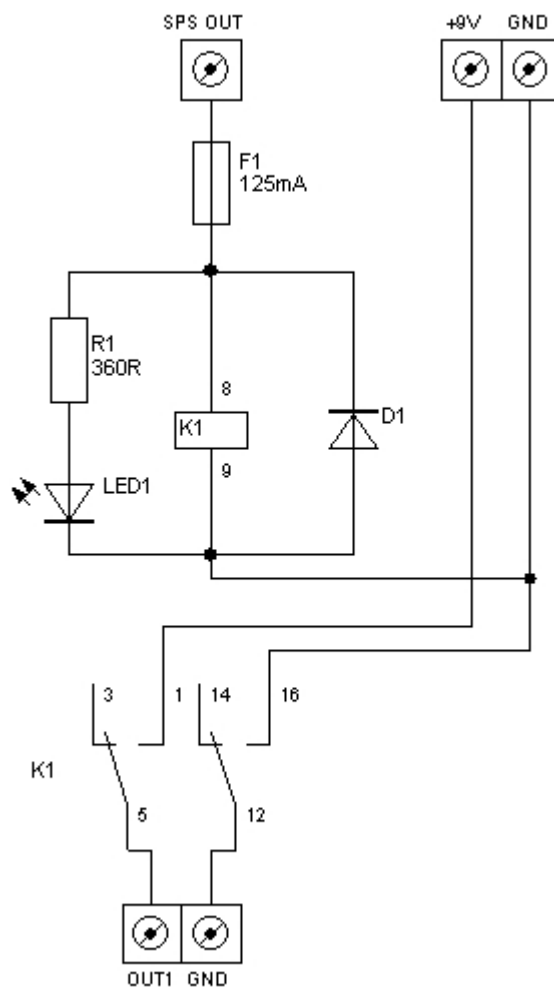 SPS OUT
+9V
GND
F1
125mA
R1
360R
8
K1
D1
9
LED1
3
1
14
16
K1
5
12
OUT1
GND